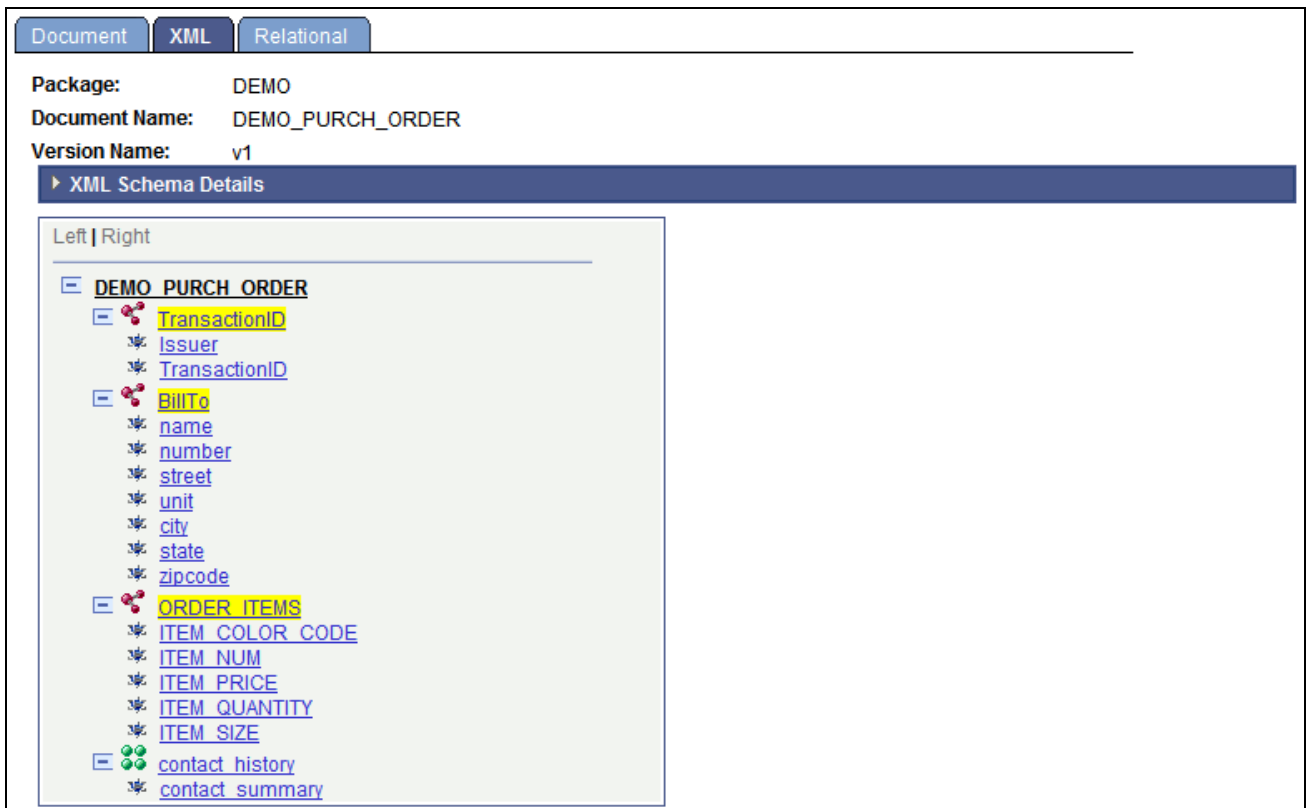 Document XML Relational
Package: DEMO
Document Name: DEMO_PURCH_ORDER
Version Name: v1
XML Schema Details
Left | Right
DEMO_PURCH_ORDER
TransactionID
Issuer
TransactionID
BillTo
name
number
street
unit
city
state
zipcode
ORDER_ITEMS
ITEM_COLOR_CODE
ITEM_NUM
ITEM_PRICE
ITEM_QUANTITY
ITEM_SIZE
contact_history
contact_summary